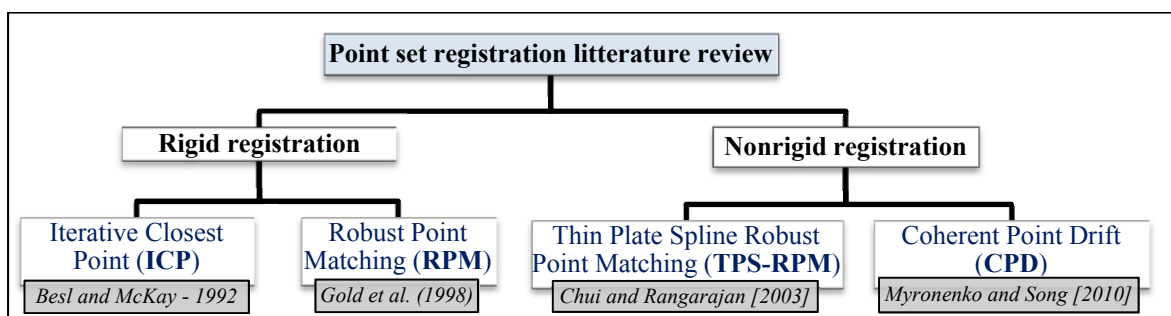 Point set registration litterature review
Rigid registration
Nonrigid registration
Iterative Closest
Point (ICP)
Besl and McKay - 1992
Robust Point
Matching (RPM)
Gold et al. (1998)
Thin Plate Spline Robust
Point Matching (TPS-RPM)
Chui and Rangarajan [2003]
Coherent Point Drift
(CPD)
Myronenko and Song [2010]